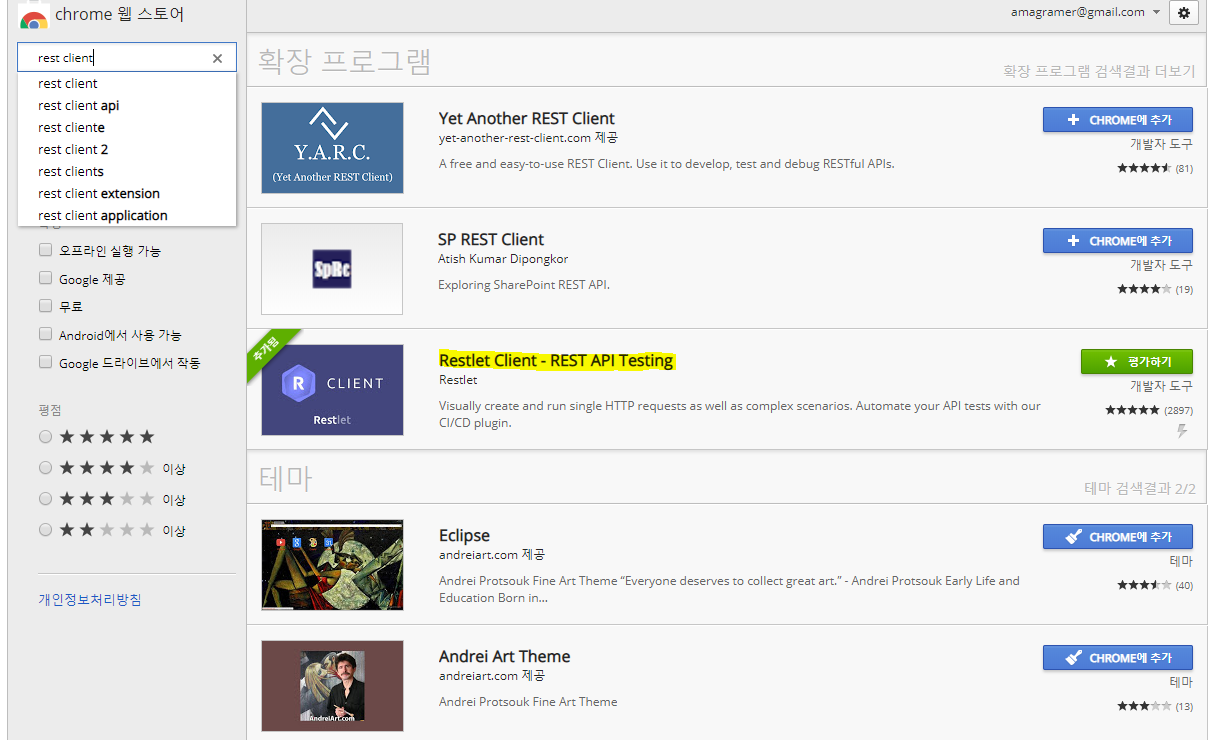 chrome 웹 스토어
amagramer@gmail.com
rest client
rest client
rest client api
rest cliente
rest client 2
rest clients
rest client extension
rest client application
오프라인 실행 가능
Google 제공
무료
Android에서 사용 가능
Google 드라이브에서 작동
평점
이상
이상
이상
개인정보처리방침
확장 프로그램
확장 프로그램 검색결과 더보기
Y.A.R.C.
(Yet Another REST Client)
Yet Another REST Client
yet-another-rest-client.com 제공
A free and easy-to-use REST Client. Use it to develop, test and debug RESTful APIs.
CHROME에 추가
개발자 도구
(81)
SpRc
SP REST Client
Atish Kumar Dipongkor
Exploring SharePoint REST API.
CHROME에 추가
개발자 도구
(19)
추가됨
R CLIENT
Restlet
Restlet Client - REST API Testing
Restlet
Visually create and run single HTTP requests as well as complex scenarios. Automate your API tests with our
CI/CD plugin.
평가하기
개발자 도구
(2897)
테마
테마 검색결과 2/2
Eclipse
andreiart.com 제공
Andrei Protsouk Fine Art Theme “Everyone deserves to collect great art.” - Andrei Protsouk Early Life and
Education Born in...
CHROME에 추가
테마
(40)
AndreiArt.com
Andrei Art Theme
andreiart.com 제공
Andrei Protsouk Fine Art Theme
CHROME에 추가
테마
(13)